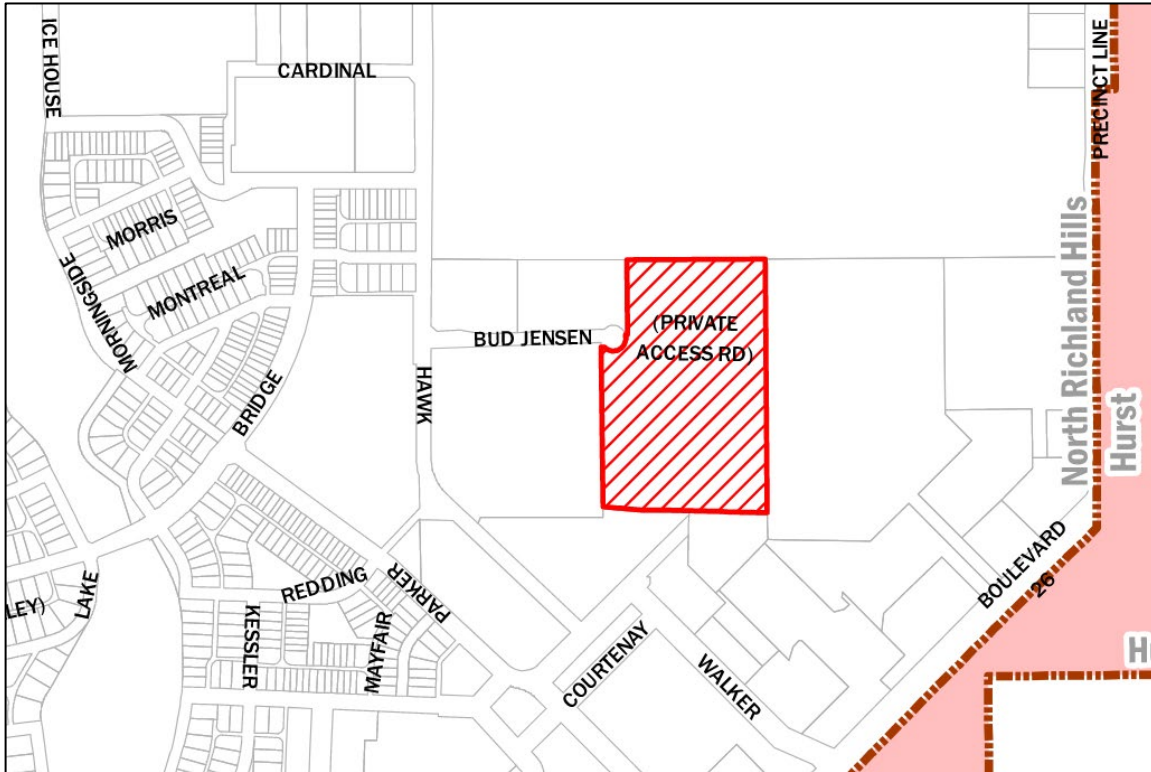 ICE HOUSE
CARDINAL
PRECINCT LINE
MORRIS
MORNINGSIDE
MONTREAL
North Richland Hills
Hurst
(PRIVATE
ACCESS RD)
BUD JENSEN
BRIDGE
HAWK
BOULEVARD
26
LAKE
REDDING
PARKER
LEY)
KESSLER
MAYFAIR
COURTENAY
WALKER
H